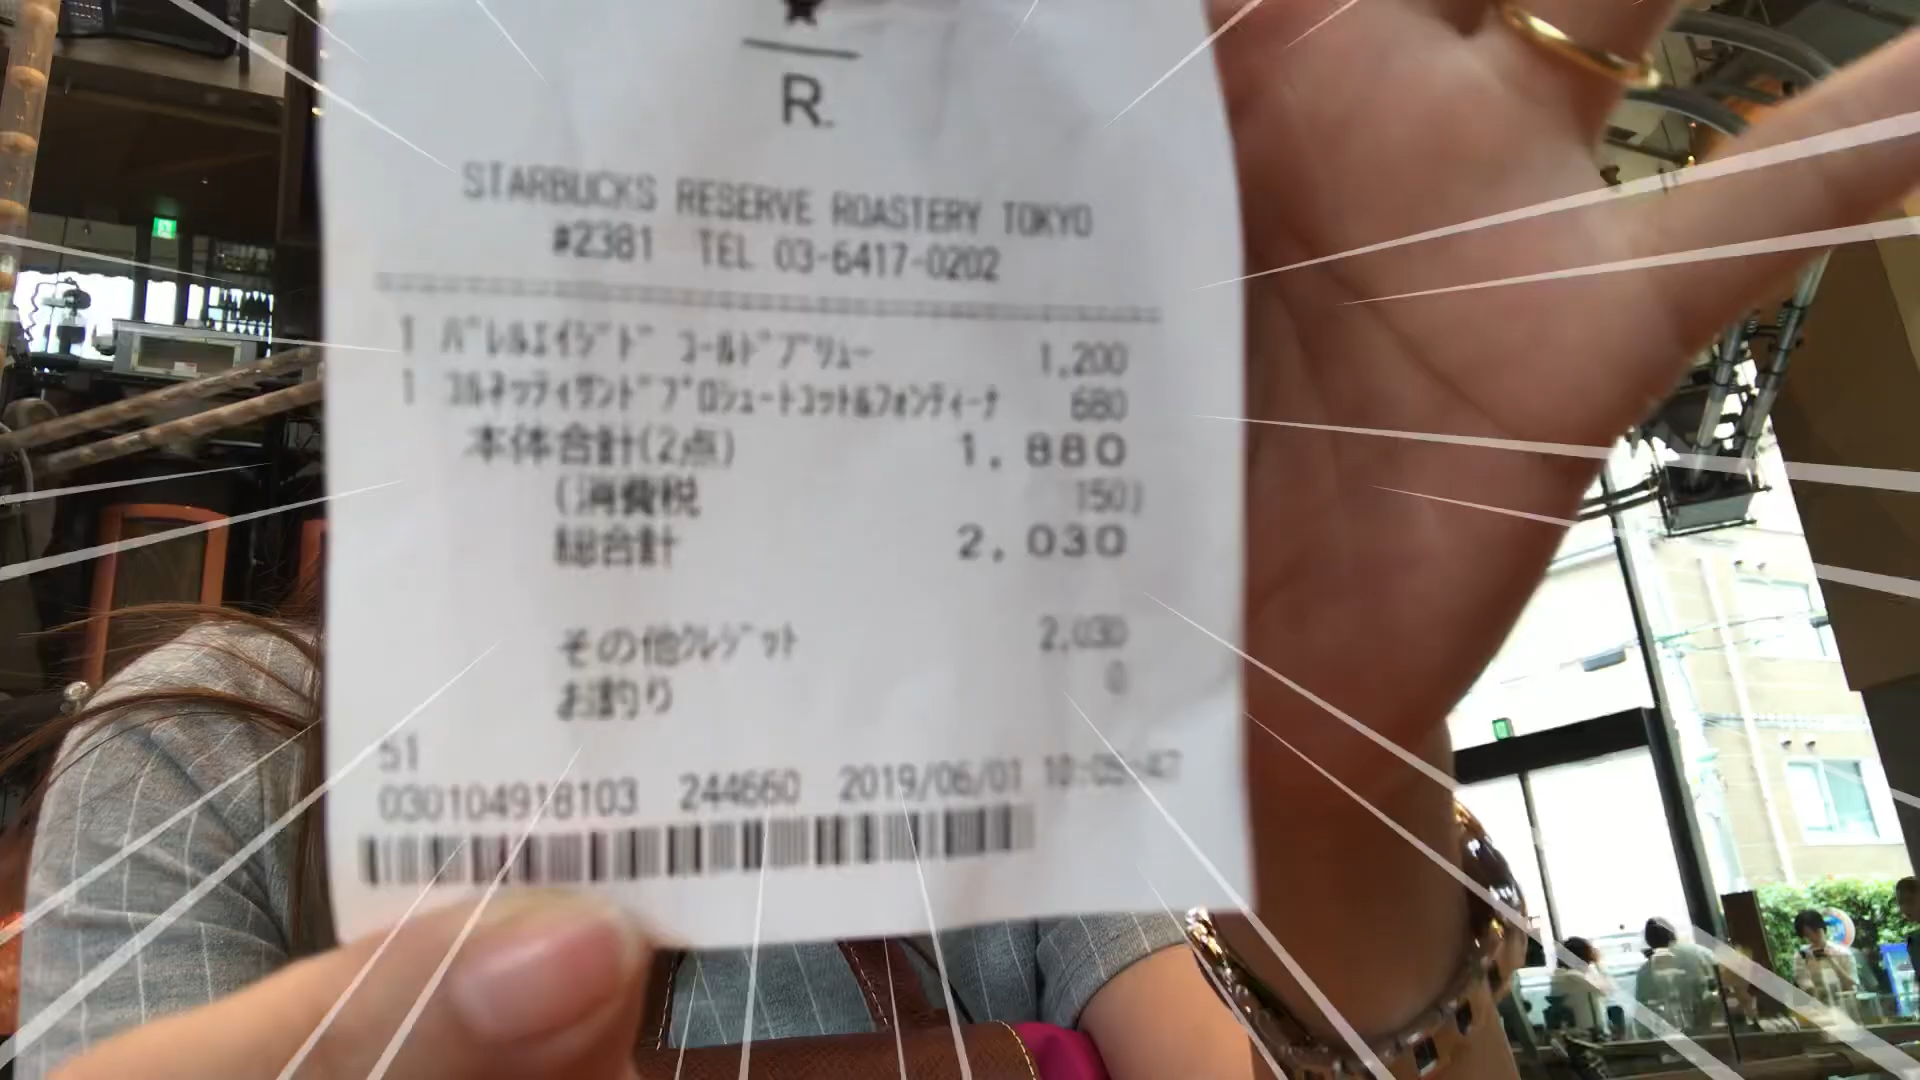 R.
STARBUCKS RESERVE ROASTERY TOKYO
#2381 TEL 03-6417-0202
1 ﾊﾞﾚﾙｴｲｼﾞﾄﾞ ｺｰﾙﾄﾞﾌﾞﾘｭｰ 1,200
1 ｺﾙﾈｯﾃｨｻﾝﾄﾞﾌﾟﾛｼｭｰﾄｺｯﾄ&ﾌｫﾝﾃｨｰﾅ 680
本体合計(2点) 1,880
(消費税 150)
総合計 2,030
その他ｸﾚｼﾞｯﾄ 2,030
お釣り 0
51
030104918103 244660 2019/06/01 10:05:47